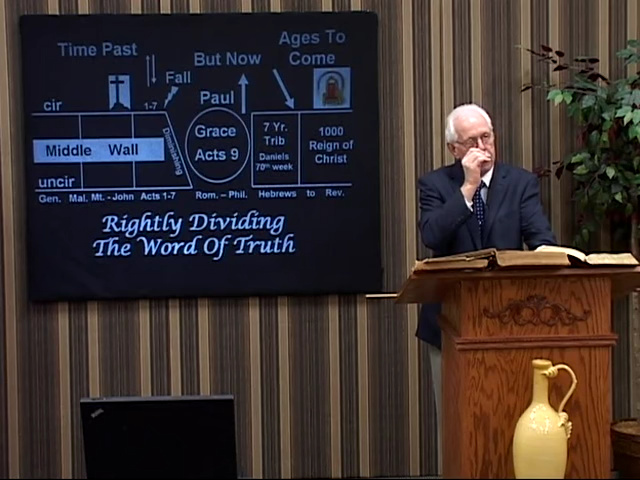 Time Past
But Now
Ages To
Come
Fall
cir
1-7
Paul
Grace
Acts 9
Middle Wall
Diminishing
7 Yr.
Trib
Daniels
70th week
1000
Reign of
Christ
uncir
Gen. Mal. Mt. - John Acts 1-7 Rom. – Phil. Hebrews to Rev.
Rightly Dividing
The Word Of Truth